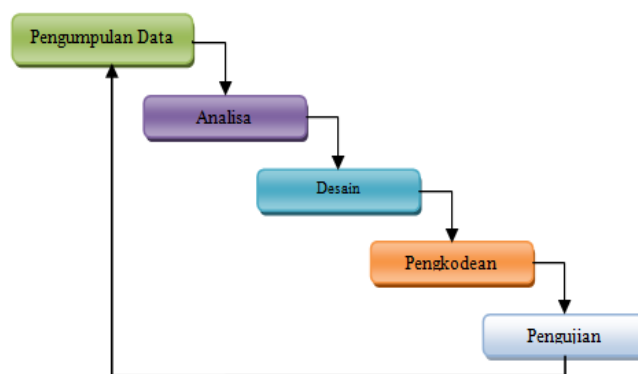 Pengumpulan Data
Analisa
Desain
Pengkodean
Pengujian